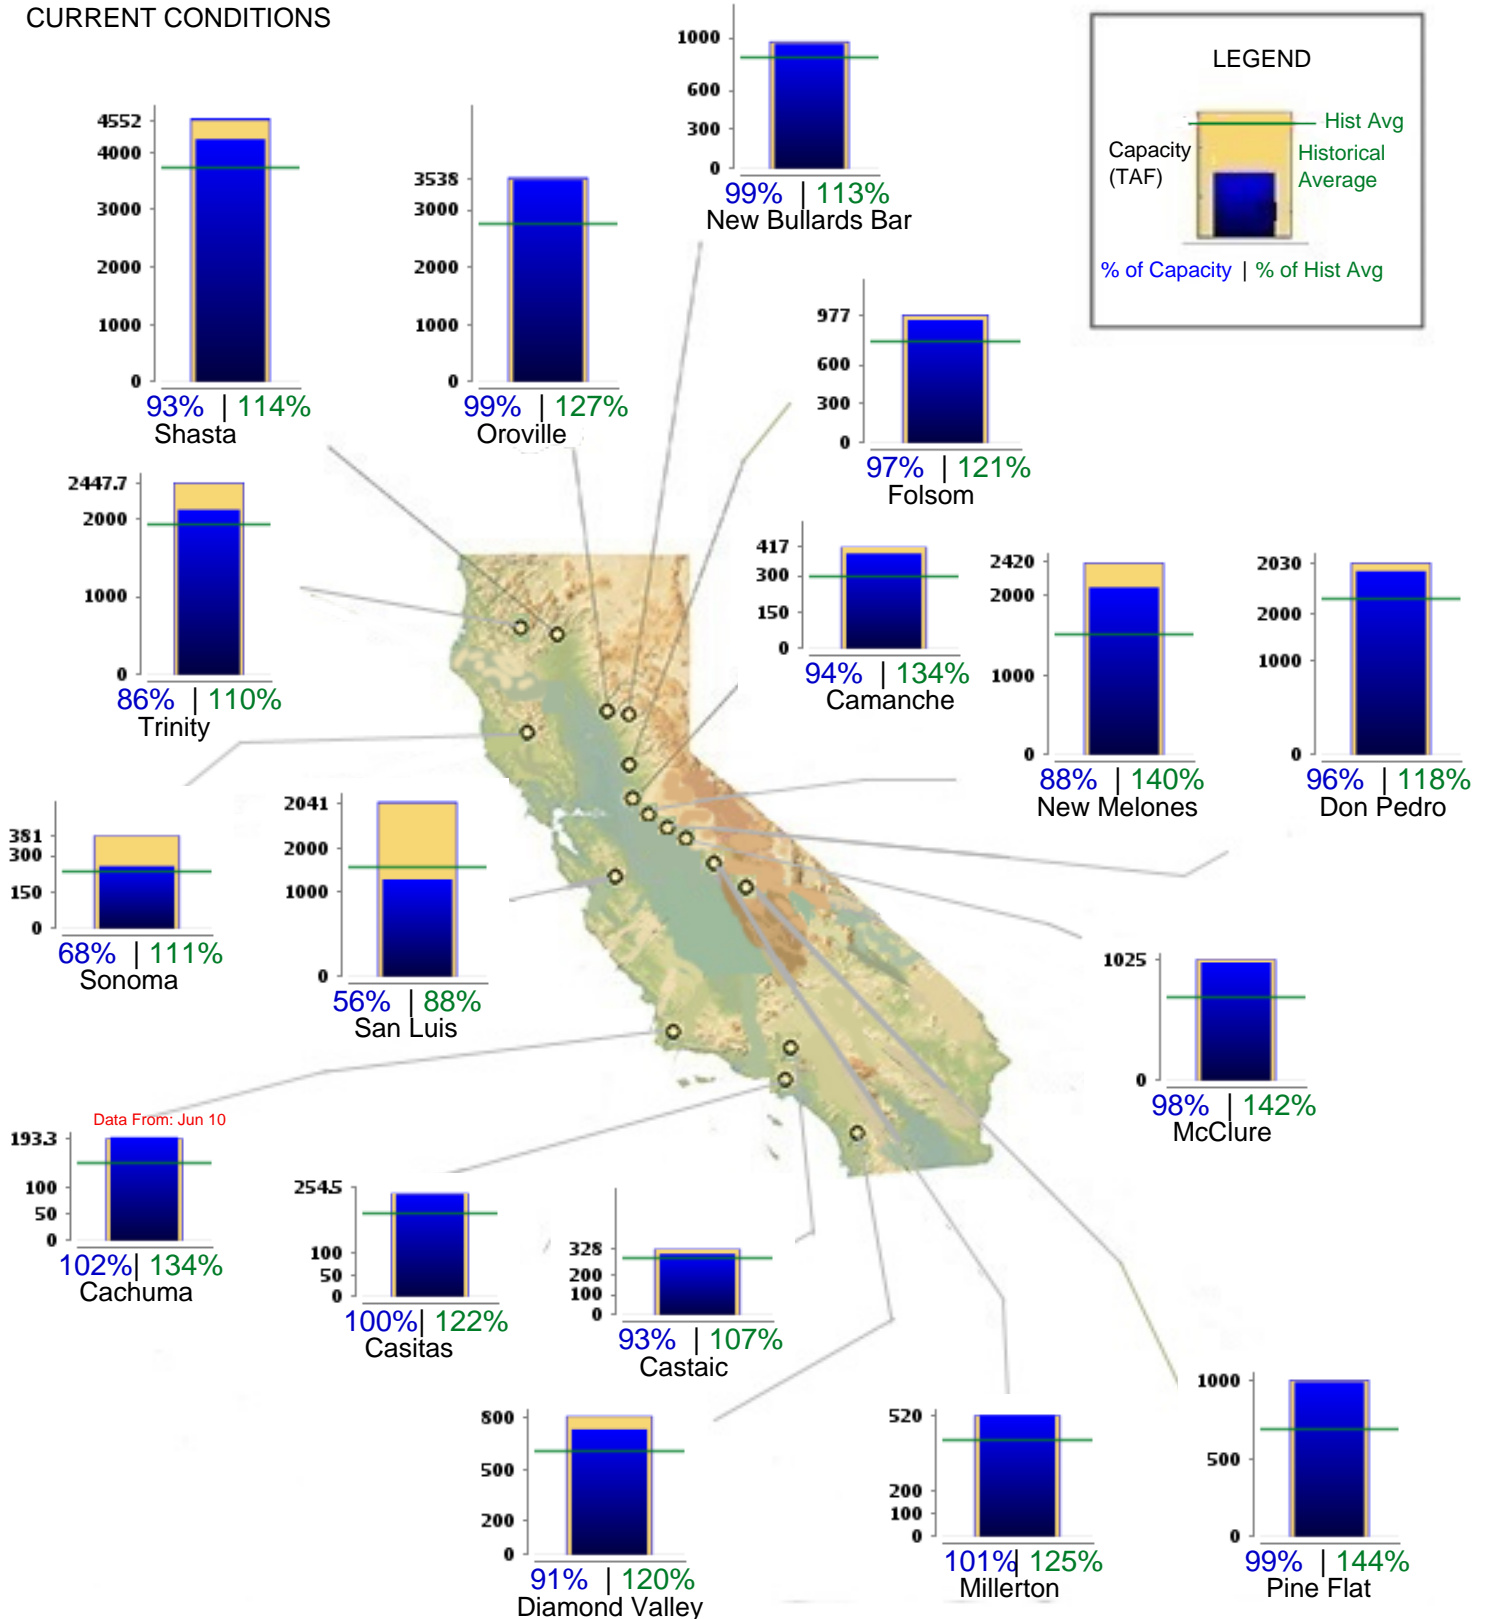 CURRENT CONDITIONS
LEGEND
Hist Avg
Capacity
(TAF)
Historical
Average
% of Capacity | % of Hist Avg
1000
600
300
0
99% | 113%
New Bullards Bar
4552
4000
3000
2000
1000
0
93% | 114%
Shasta
3538
3000
2000
1000
0
99% | 127%
Oroville
977
600
300
0
97% | 121%
Folsom
2447.7
2000
1000
0
86% | 110%
Trinity
417
300
150
0
94% | 134%
Camanche
2420
2000
1000
0
88% | 140%
New Melones
2030
2000
1000
0
96% | 118%
Don Pedro
381
300
150
0
68% | 111%
Sonoma
2041
2000
1000
0
56% | 88%
San Luis
1025
0
98% | 142%
McClure
Data From: Jun 10
193.3
100
50
0
102% | 134%
Cachuma
254.5
100
50
0
100% | 122%
Casitas
328
200
100
0
93% | 107%
Castaic
800
500
200
0
91% | 120%
Diamond Valley
520
200
100
0
101% | 125%
Millerton
1000
500
0
99% | 144%
Pine Flat